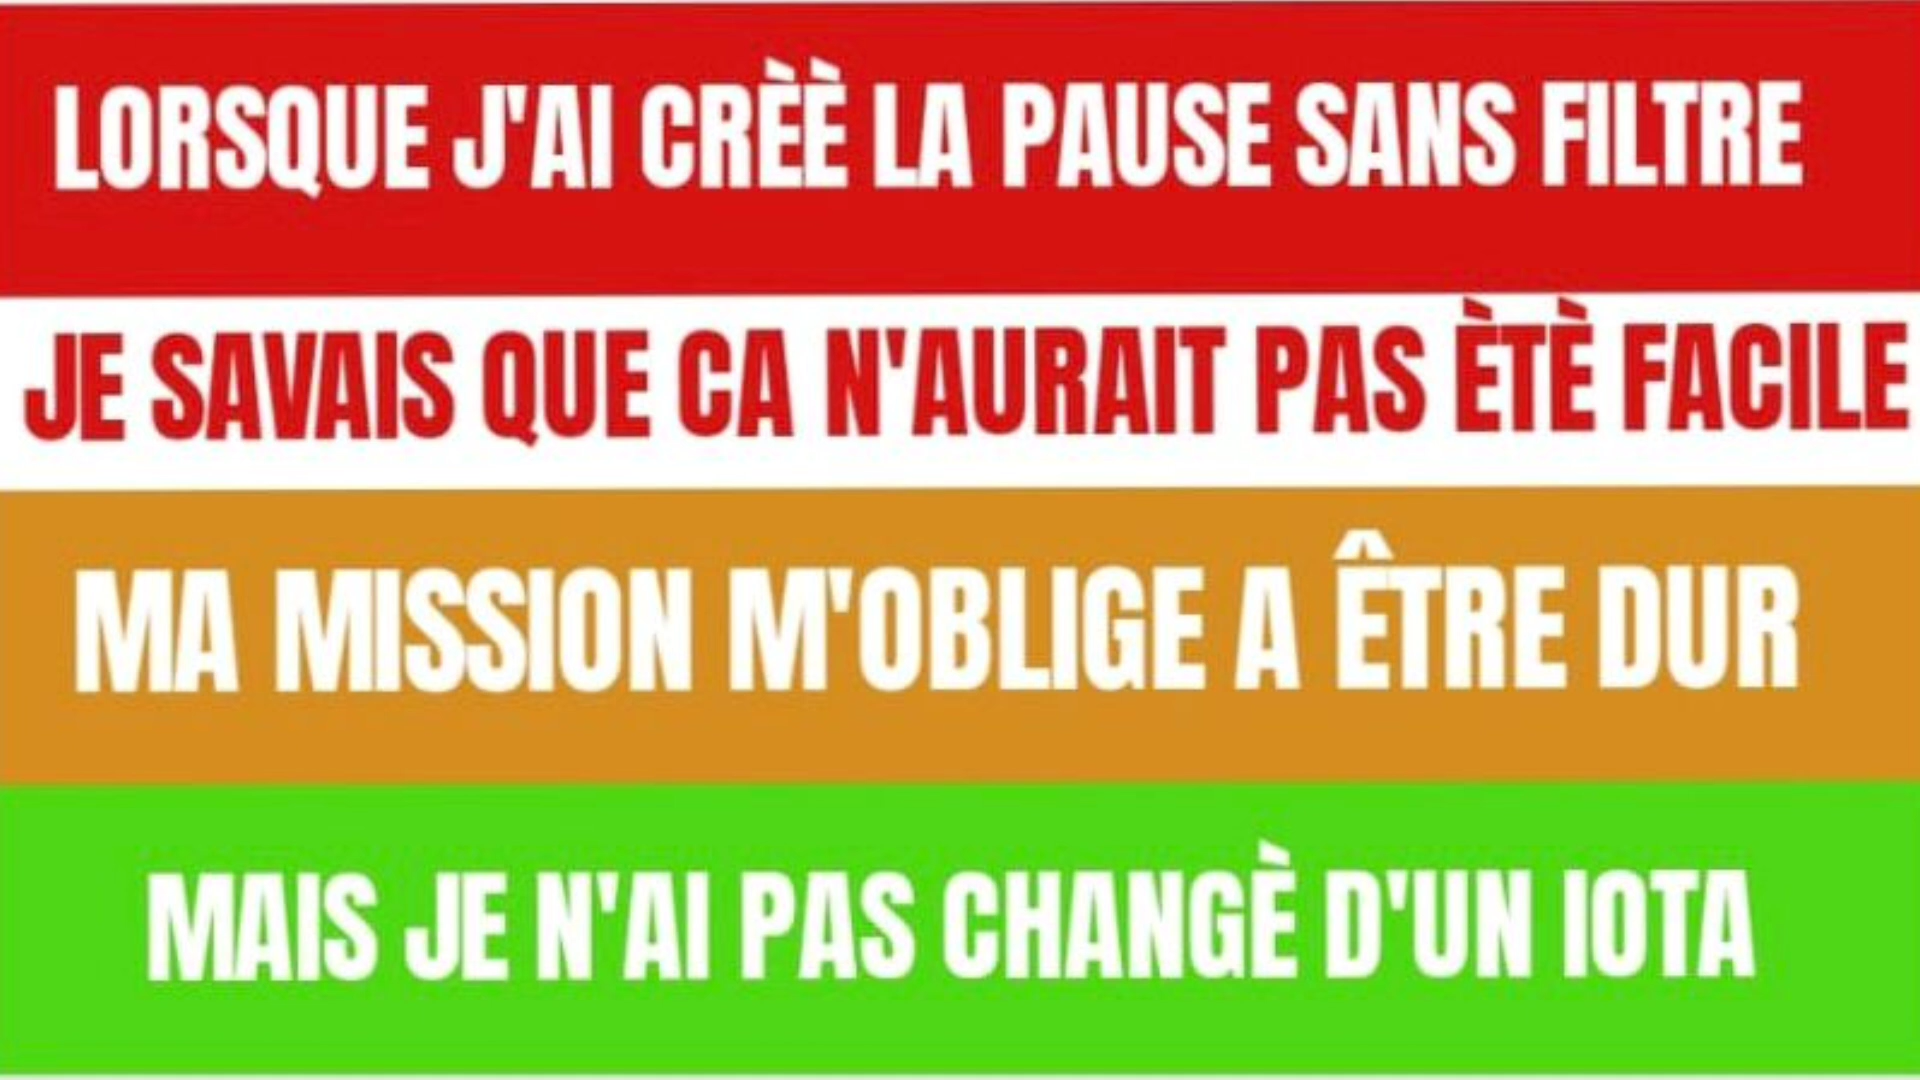 LORSQUE J'AI CRÈÈ LA PAUSE SANS FILTRE
JE SAVAIS QUE CA N'AURAIT PAS ÈTÈ FACILE
MA MISSION M'OBLIGE A ÊTRE DUR
MAIS JE N'AI PAS CHANGÈ D'UN IOTA